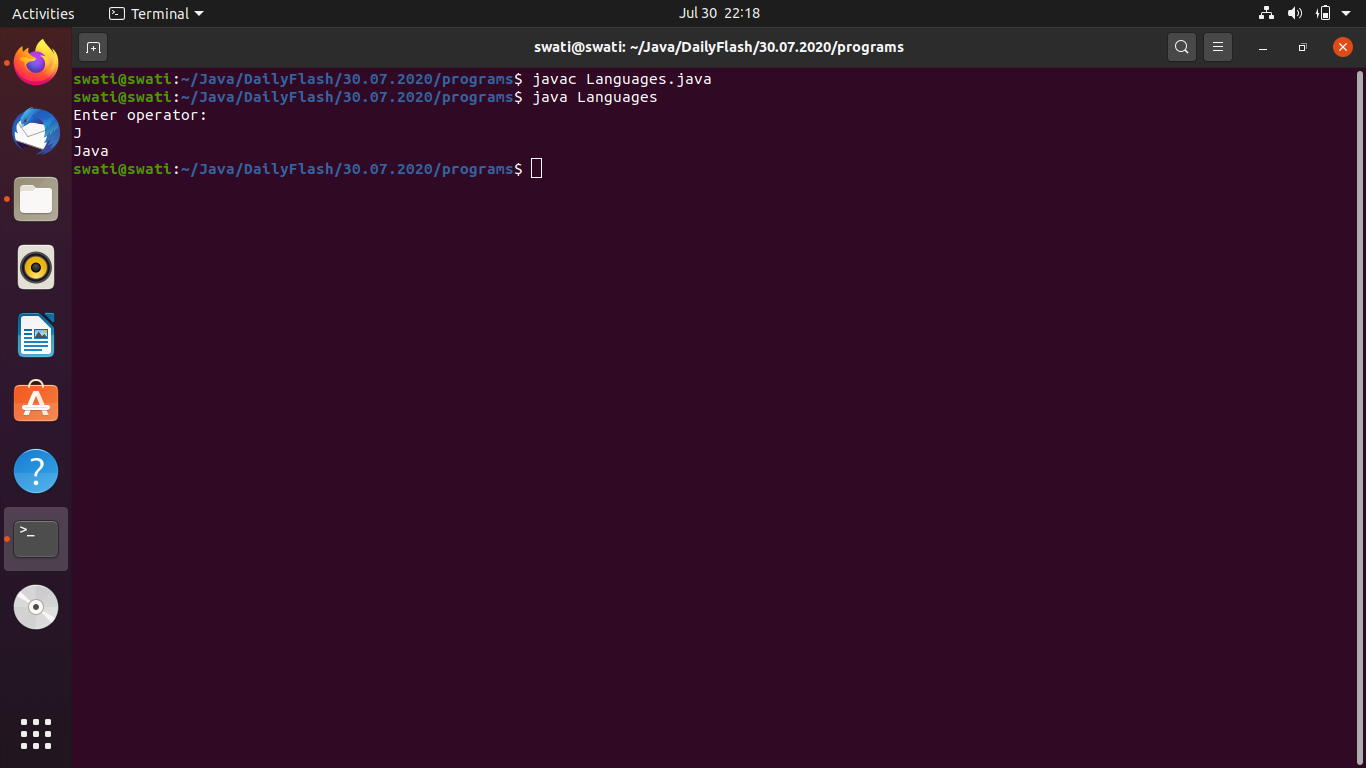 Activities Terminal Jul 30 22:18
swati@swati: ~/Java/DailyFlash/30.07.2020/programs
swati@swati:~/Java/DailyFlash/30.07.2020/programs$ javac Languages.java
swati@swati:~/Java/DailyFlash/30.07.2020/programs$ java Languages
Enter operator:
J
Java
swati@swati:~/Java/DailyFlash/30.07.2020/programs$